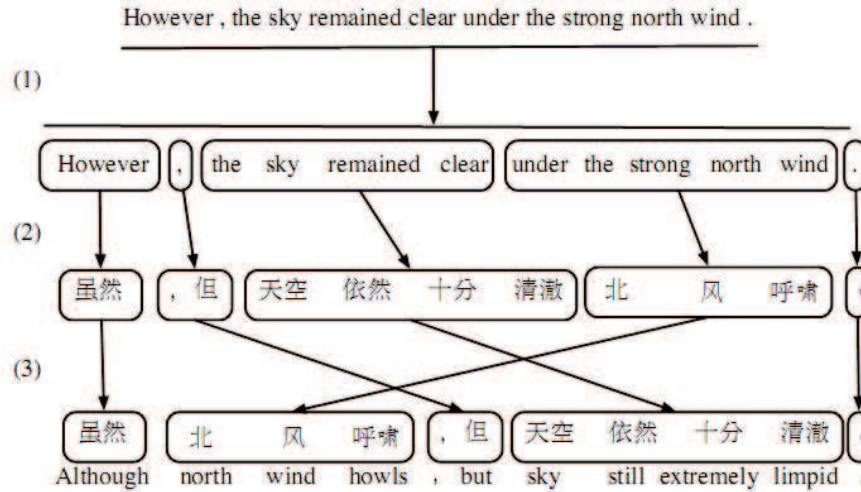 However , the sky remained clear under the strong north wind .
(1)
However , the sky remained clear under the strong north wind .
(2)
虽然 , 但 天空 依然 十分 清澈 北 风 呼啸
(3)
虽然 北 风 呼啸 , 但 天空 依然 十分 清澈
Although north wind howls , but sky still extremely limpid